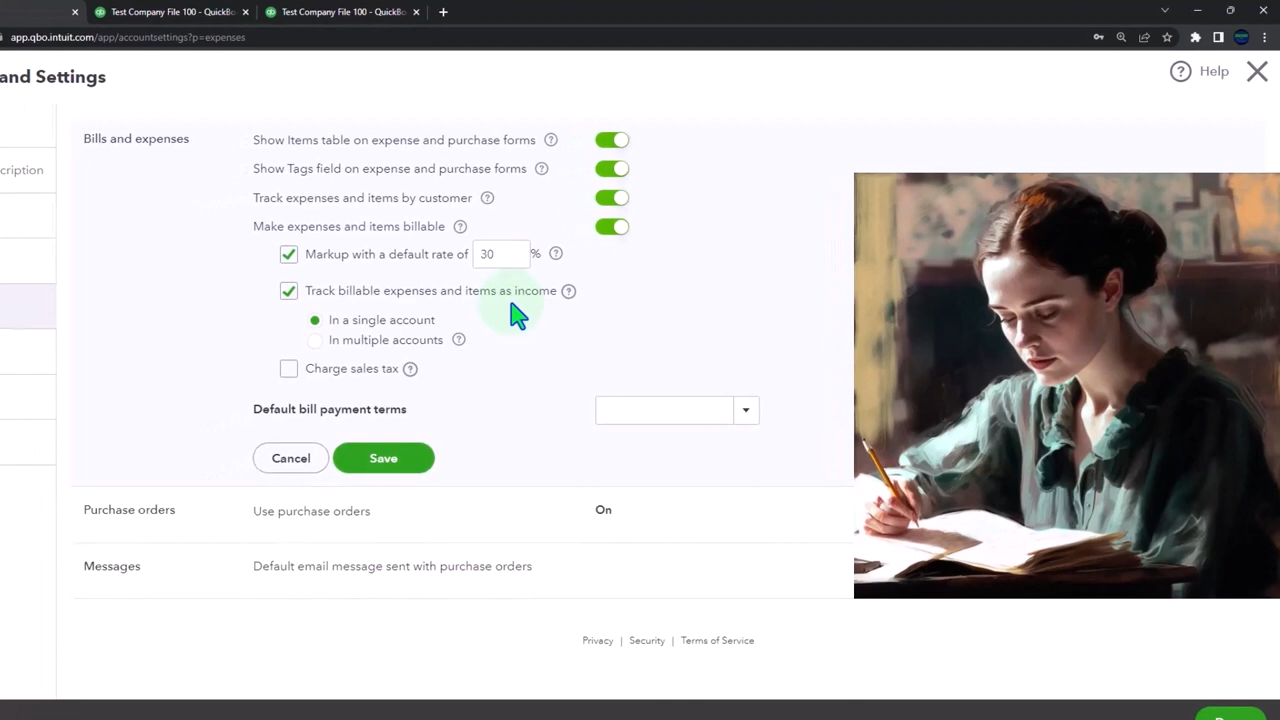 Test Company File 100 - QuickBo
Test Company File 100 - QuickBo
app.qbo.intuit.com/app/accountsettings?p=expenses
and Settings
Help
Bills and expenses
Show Items table on expense and purchase forms
Show Tags field on expense and purchase forms
cription
Track expenses and items by customer
Make expenses and items billable
Markup with a default rate of 30 %
Track billable expenses and items as income
In a single account
In multiple accounts
Charge sales tax
Default bill payment terms
Cancel
Save
Purchase orders
Use purchase orders
On
Messages
Default email message sent with purchase orders
Privacy | Security | Terms of Service